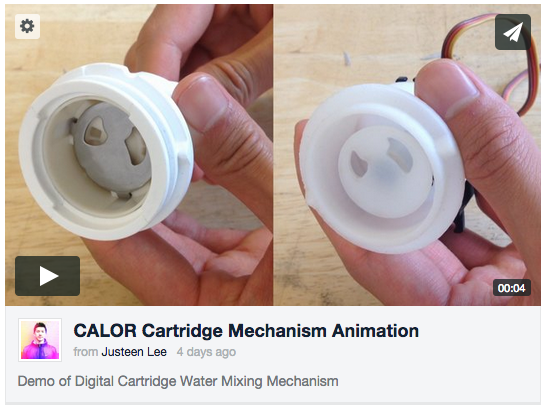 00:04
CALOR Cartridge Mechanism Animation
from Justeen Lee 4 days ago
Demo of Digital Cartridge Water Mixing Mechanism